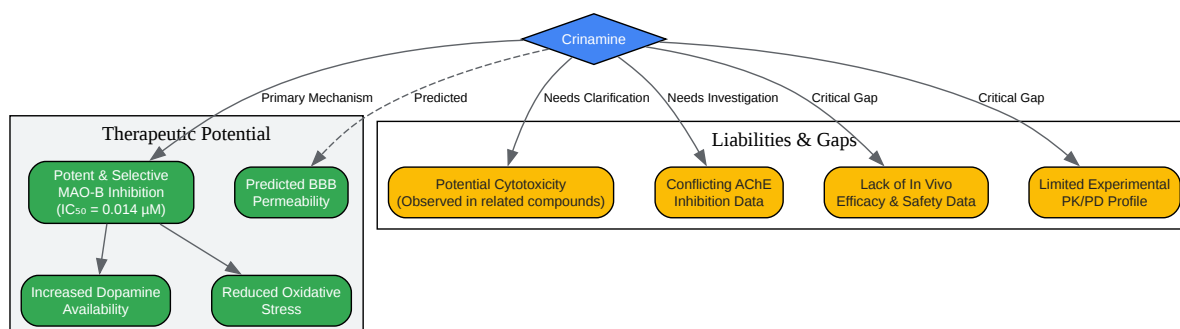 Crinamine
Primary Mechanism
Predicted
Needs Clarification
Needs Investigation
Critical Gap
Critical Gap
Therapeutic Potential
Liabilities & Gaps
Potent & Selective
MAO-B Inhibition
(IC₅₀ = 0.014 µM)
Predicted BBB
Permeability
Potential Cytotoxicity
(Observed in related compounds)
Conflicting AChE
Inhibition Data
Lack of In Vivo
Efficacy & Safety Data
Limited Experimental
PK/PD Profile
Increased Dopamine
Availability
Reduced Oxidative
Stress